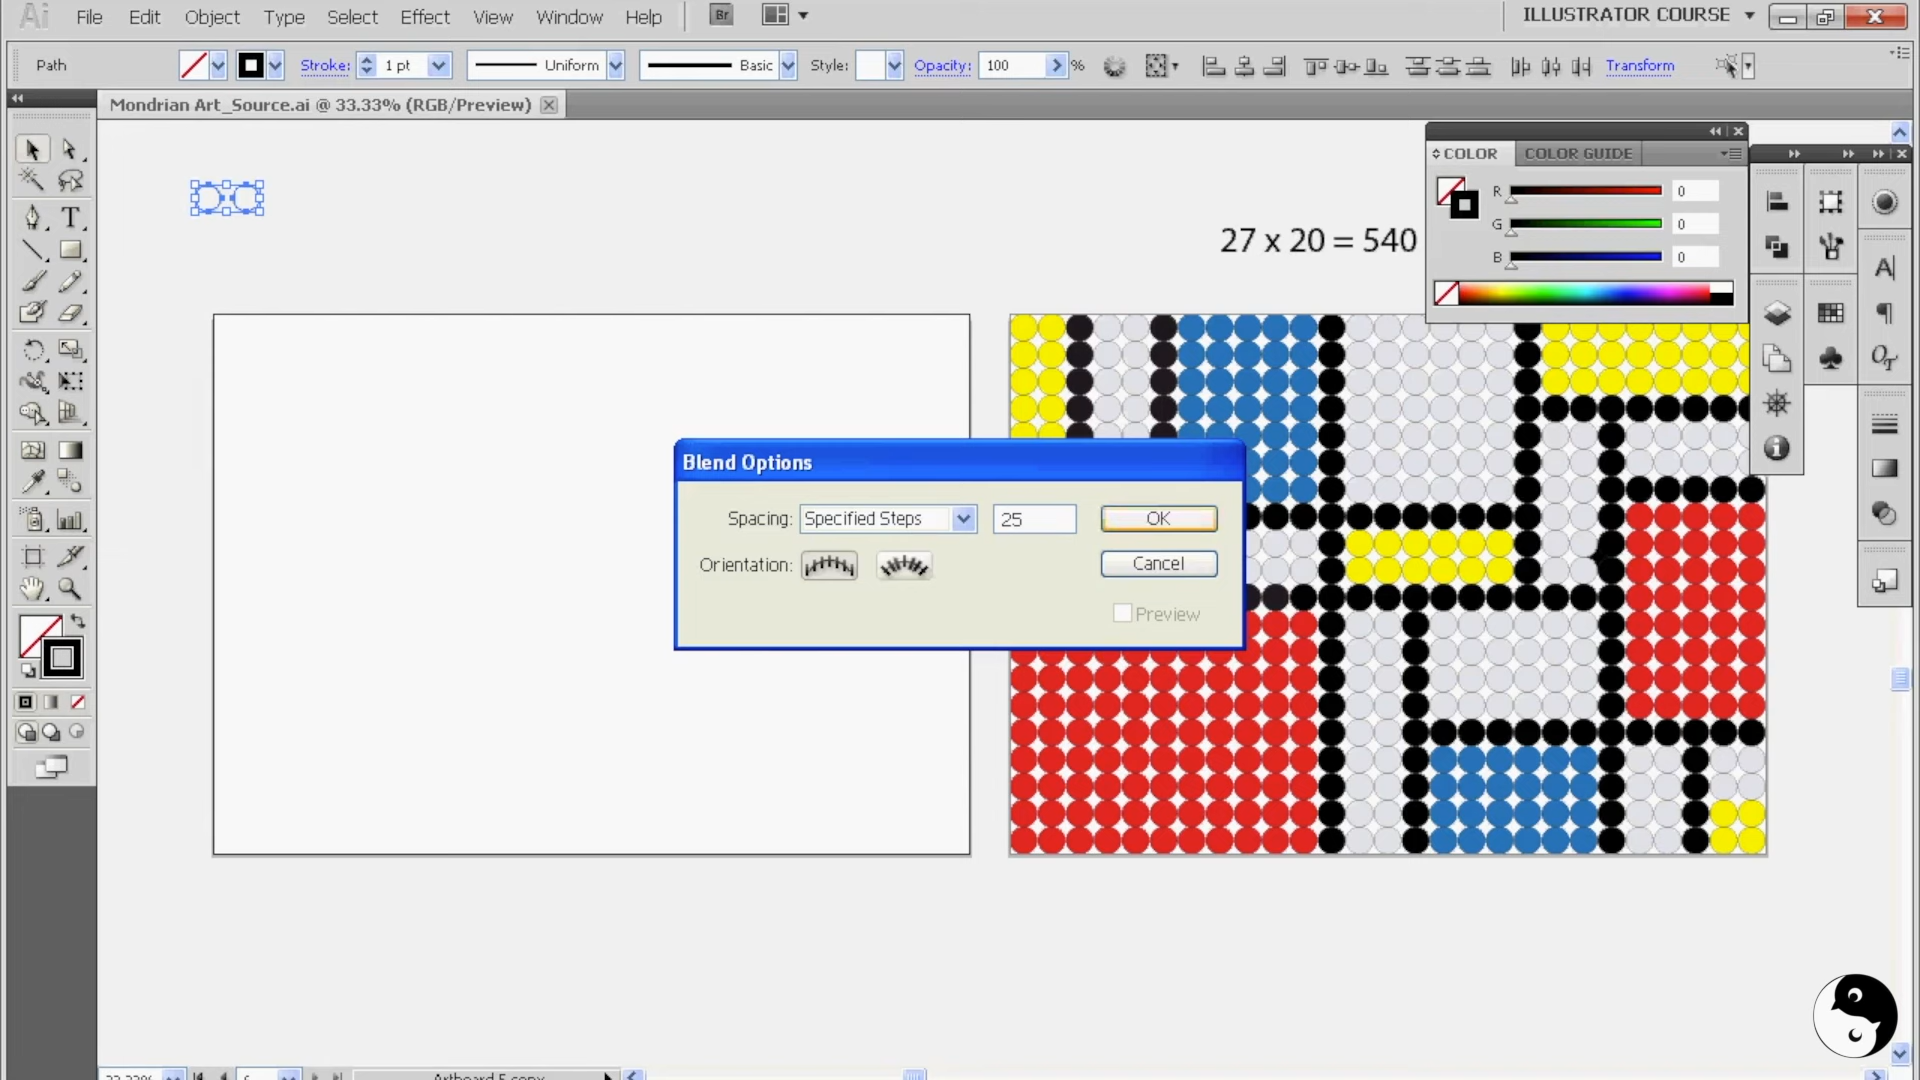 Ai File Edit Object Type Select Effect View Window Help Br ILLUSTRATOR COURSE
Path Stroke: 1 pt Uniform Basic Style: Opacity: 100 % Transform
Mondrian Art_Source.ai @ 33.33% (RGB/Preview)
COLOR COLOR GUIDE
R 0
G 0
B 0
27 x 20 = 540
Blend Options
Spacing: Specified Steps 25 OK
Orientation: Cancel
Preview